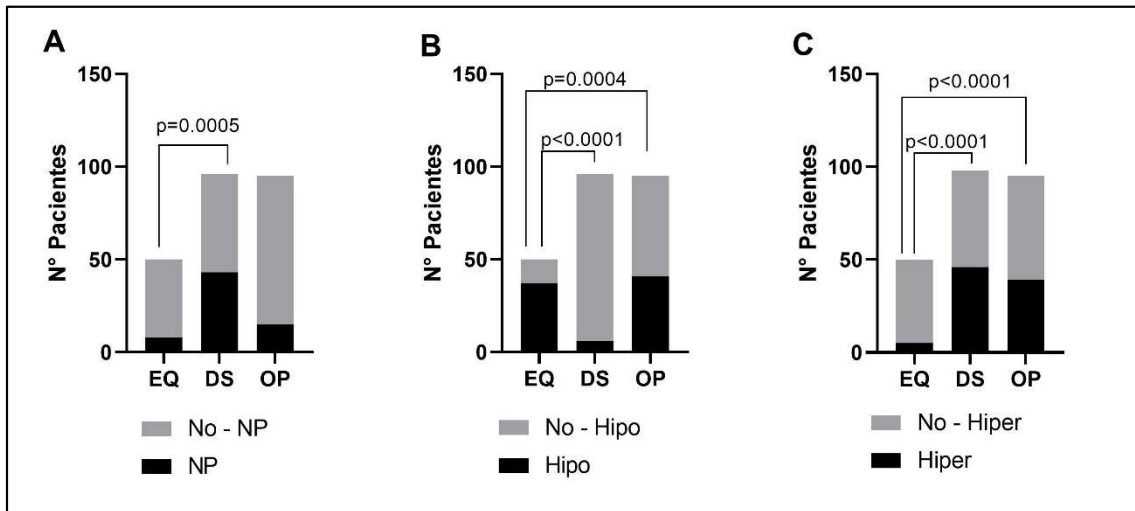 A
N° Pacientes
150
100
50
0
p=0.0005
EQ DS OP
No - NP
NP
B
N° Pacientes
150
100
50
0
p=0.0004
p<0.0001
EQ DS OP
No - Hipo
Hipo
C
N° Pacientes
150
100
50
0
p<0.0001
p<0.0001
EQ DS OP
No - Hiper
Hiper